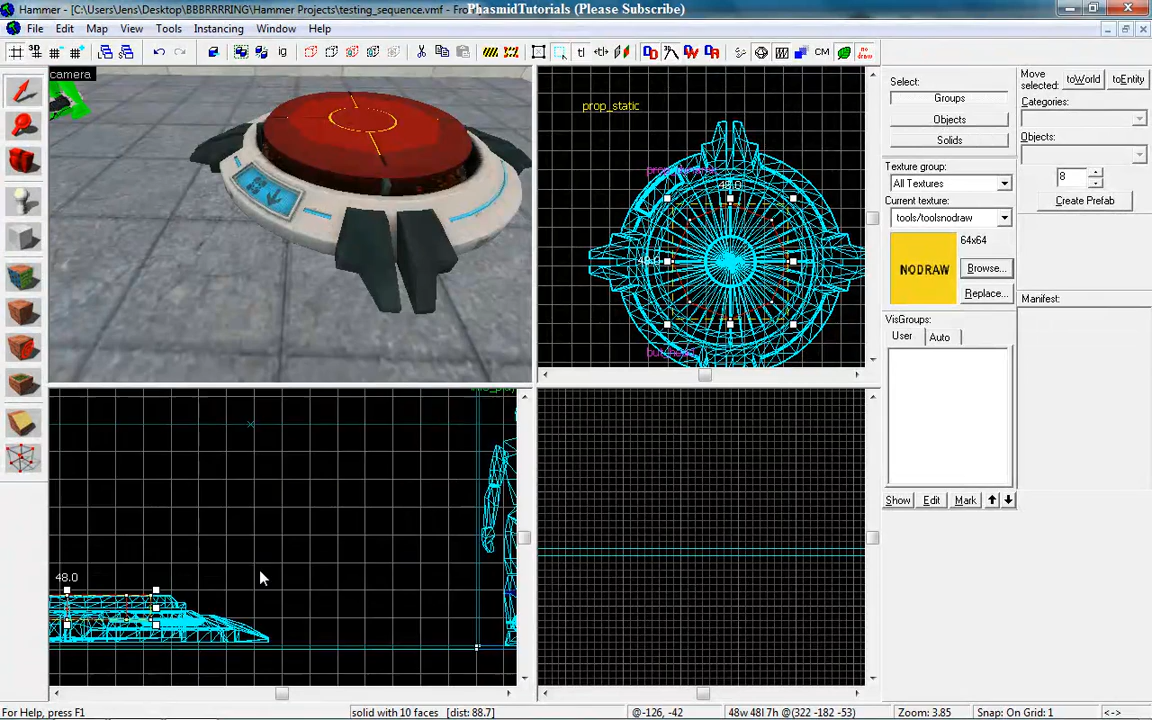 Hammer - [C:\Users\Jens\Desktop\BBBRRRRING\Hammer Projects\testing_sequence.vmf - Fro
PhasmidTutorials (Please Subscribe)
File Edit Map View Tools Instancing Window Help
camera
prop_static
48.0
48.0
Select:
Groups
Objects
Solids
Texture group:
All Textures
Current texture:
tools/toolsnodraw
64x64
NODRAW
Browse...
Replace...
VisGroups:
User Auto
Show Edit Mark
Move selected:
toWorld toEntity
Categories:
Objects:
8
Create Prefab
Manifest:
For Help, press F1 solid with 10 faces [dist: 88.7] @-126, -42 48w 48l 7h @(322 -182 -53) Zoom: 3.85 Snap: On Grid: 1 <->